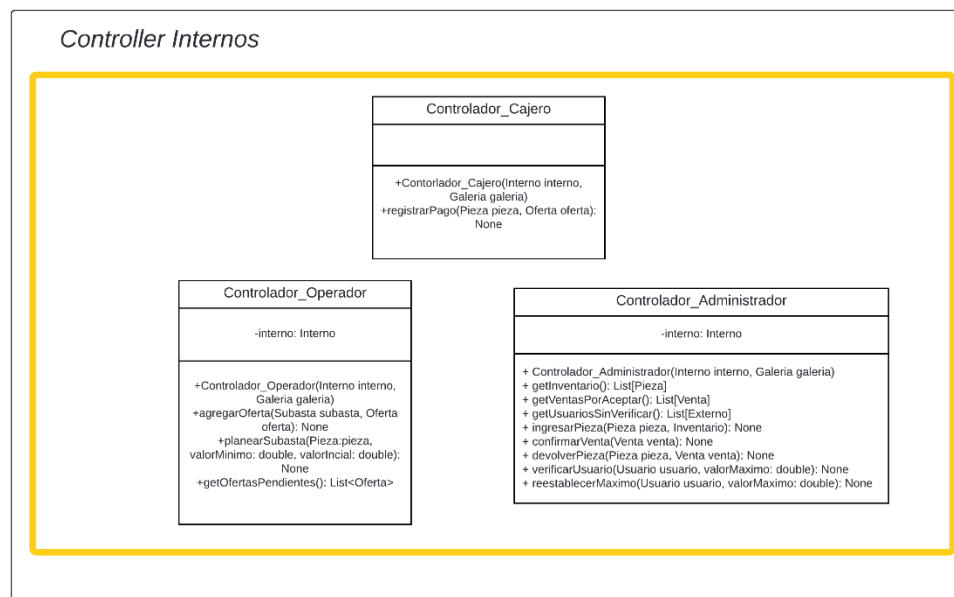 Controller Internos
Controlador_Cajero
+Contorlador_Cajero(Interno interno,
Galeria galeria)
+registrarPago(Pieza pieza, Oferta oferta):
None
Controlador_Operador
-interno: Interno
+Controlador_Operador(Interno interno,
Galeria galeria)
+agregarOferta(Subasta subasta, Oferta
oferta): None
+planearSubasta(Pieza:pieza,
valorMinimo: double, valorIncial: double):
None
+getOfertasPendientes(): List<Oferta>
Controlador_Administrador
-interno: Interno
+ Controlador_Administrador(Interno interno, Galeria galeria)
+ getInventario(): List[Pieza]
+ getVentasPorAceptar(): List[Venta]
+ getUsuariosSinVerificar(): List[Externo]
+ ingresarPieza(Pieza pieza, Inventario): None
+ confirmarVenta(Venta venta): None
+ devolverPieza(Pieza pieza, Venta venta): None
+ verificarUsuario(Usuario usuario, valorMaximo: double): None
+ reestablecerMaximo(Usuario usuario, valorMaximo: double): None